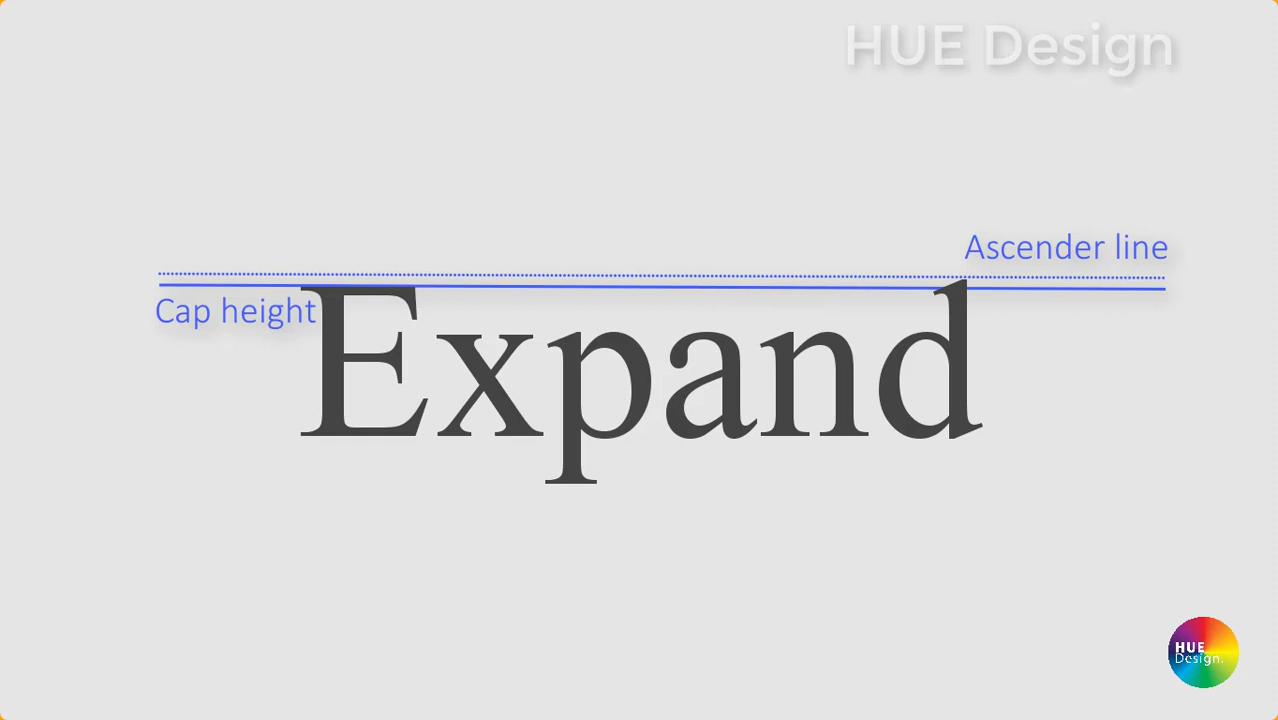 HUE Design
Ascender line
Cap height
Expand
HUE
Design.